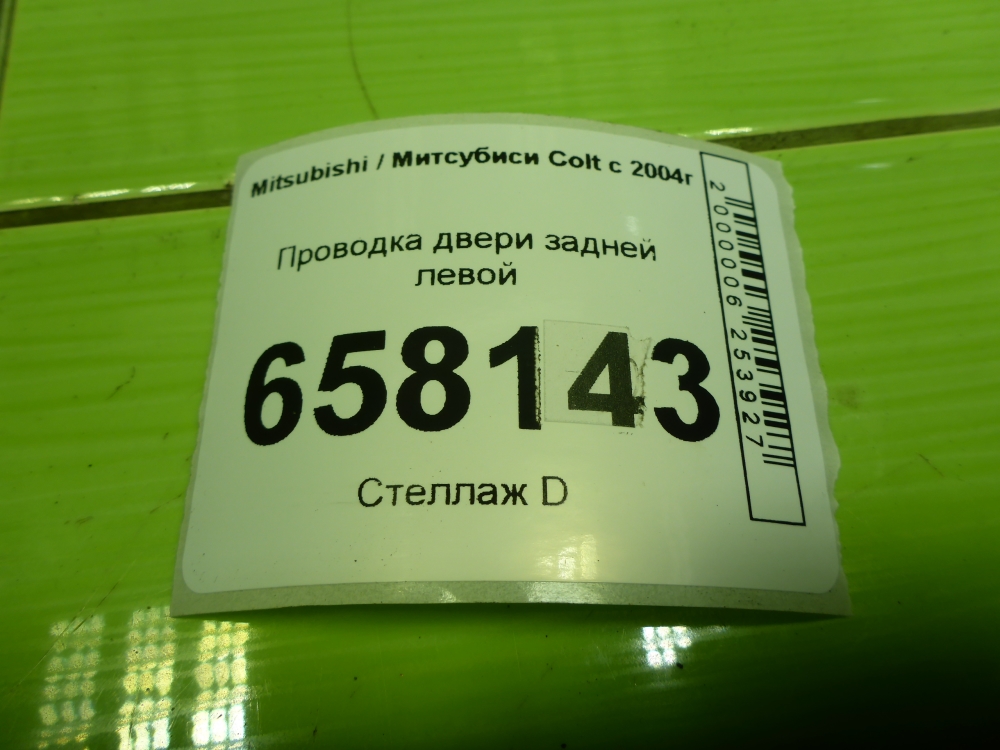 Mitsubishi / Митсубиси Colt с 2004г
Проводка двери задней
левой
658143
Стеллаж D
2000006253927